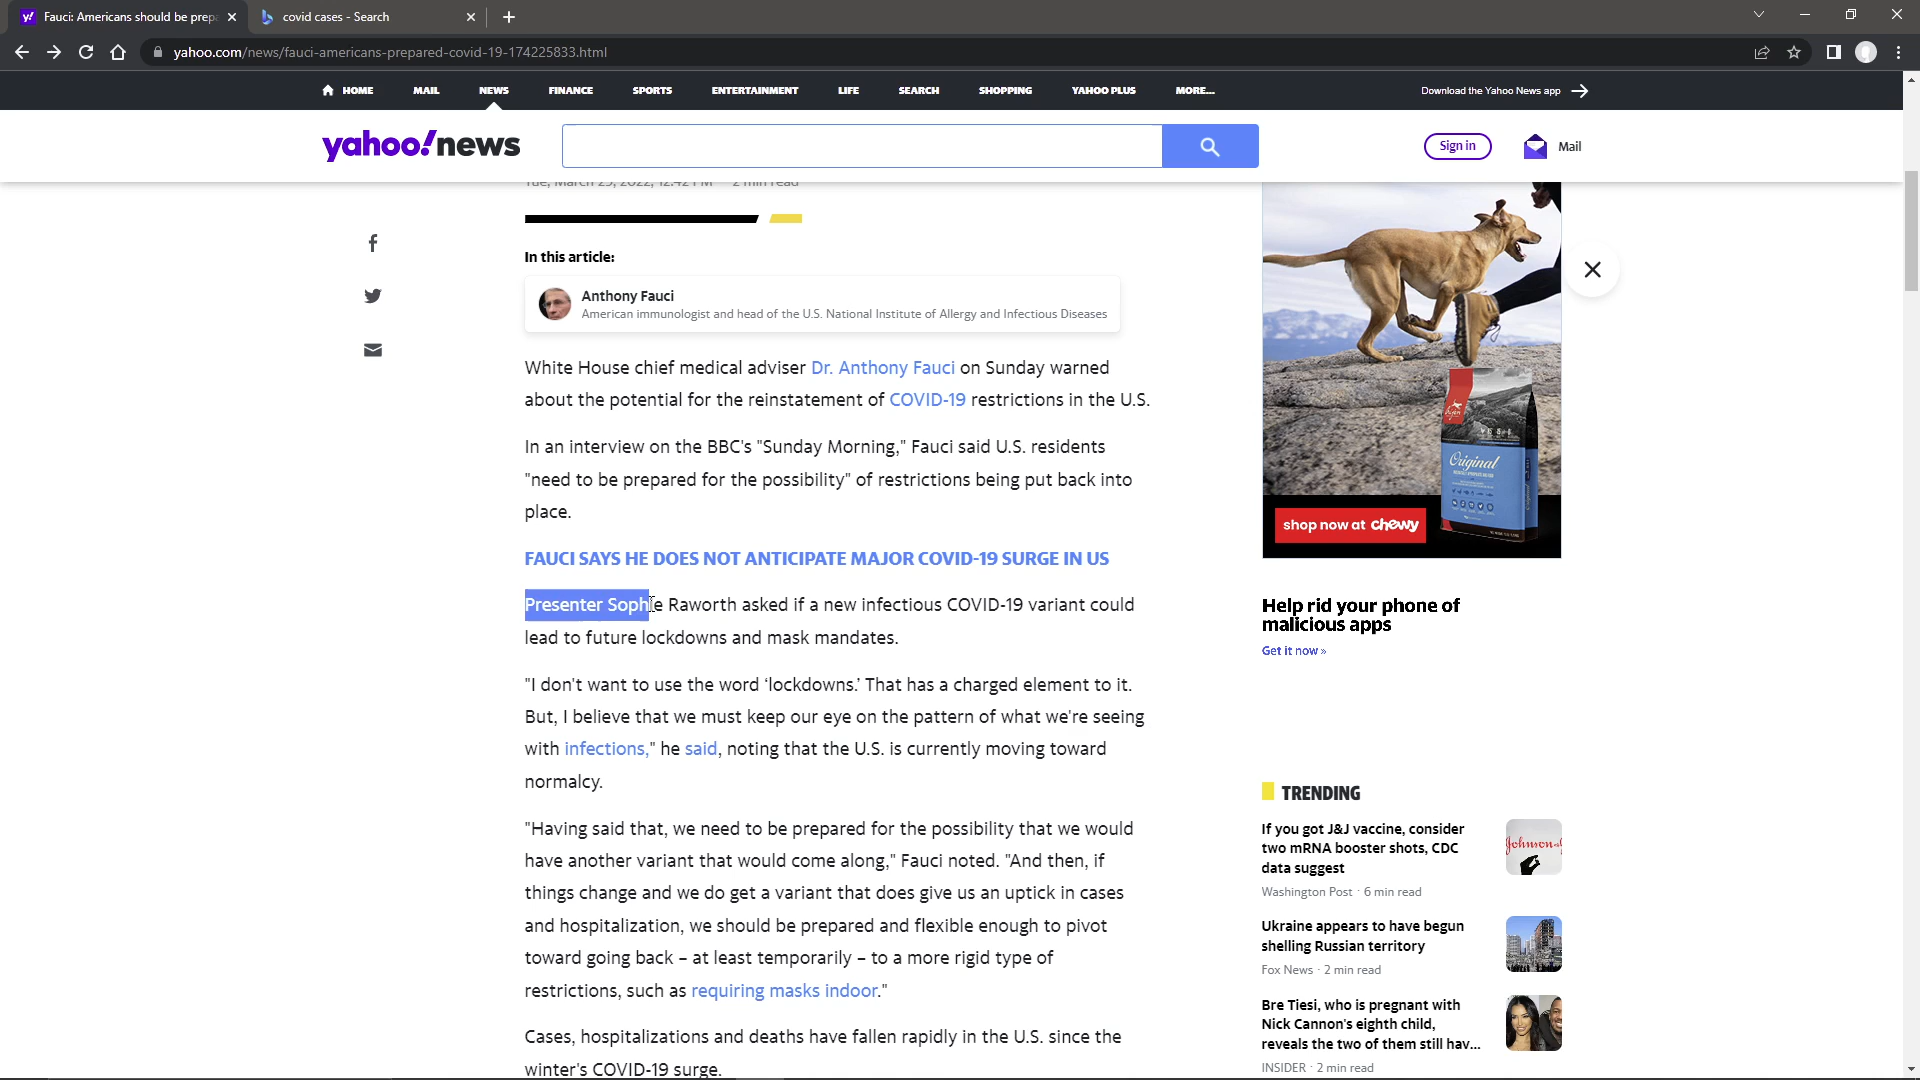 Fauci: Americans should be prepa
covid cases - Search
yahoo.com/news/fauci-americans-prepared-covid-19-174225833.html
HOME MAIL NEWS FINANCE SPORTS ENTERTAINMENT LIFE SEARCH SHOPPING YAHOO PLUS MORE... Download the Yahoo News app
yahoo!news
Sign in
Mail
Tue, March 29, 2022, 12:42 PM · 2 min read
In this article:
Anthony Fauci
American immunologist and head of the U.S. National Institute of Allergy and Infectious Diseases
White House chief medical adviser Dr. Anthony Fauci on Sunday warned
about the potential for the reinstatement of COVID-19 restrictions in the U.S.
In an interview on the BBC's "Sunday Morning," Fauci said U.S. residents
"need to be prepared for the possibility" of restrictions being put back into
place.
FAUCI SAYS HE DOES NOT ANTICIPATE MAJOR COVID-19 SURGE IN US
Presenter Sophie Raworth asked if a new infectious COVID-19 variant could
lead to future lockdowns and mask mandates.
"I don't want to use the word ‘lockdowns.’ That has a charged element to it.
But, I believe that we must keep our eye on the pattern of what we're seeing
with infections," he said, noting that the U.S. is currently moving toward
normalcy.
"Having said that, we need to be prepared for the possibility that we would
have another variant that would come along," Fauci noted. "And then, if
things change and we do get a variant that does give us an uptick in cases
and hospitalization, we should be prepared and flexible enough to pivot
toward going back – at least temporarily – to a more rigid type of
restrictions, such as requiring masks indoor."
Cases, hospitalizations and deaths have fallen rapidly in the U.S. since the
winter's COVID-19 surge.
Original
shop now at chewy
Help rid your phone of
malicious apps
Get it now »
TRENDING
If you got J&J vaccine, consider
two mRNA booster shots, CDC
data suggest
Washington Post · 6 min read
Ukraine appears to have begun
shelling Russian territory
Fox News · 2 min read
Bre Tiesi, who is pregnant with
Nick Cannon's eighth child,
reveals the two of them still hav...
INSIDER · 2 min read